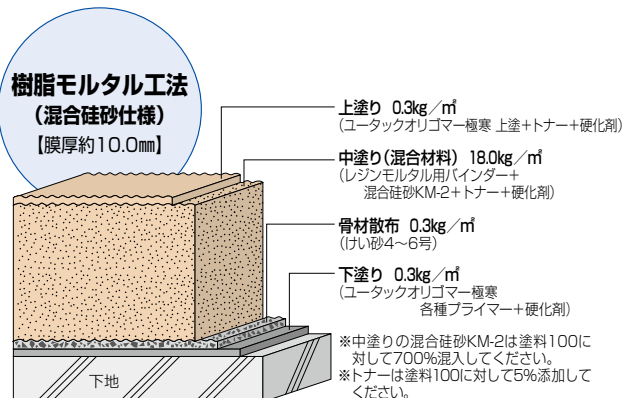 樹脂モルタル工法
(混合硅砂仕様)
【膜厚約10.0㎜】
上塗り 0.3kg／㎡
(ユータックオリゴマー極寒 上塗+トナー+硬化剤)
中塗り(混合材料) 18.0kg／㎡
(レジンモルタル用バインダー+
混合硅砂KM-2+トナー+硬化剤)
骨材散布 0.3kg／㎡
(けい砂4〜6号)
下塗り 0.3kg／㎡
(ユータックオリゴマー極寒
各種プライマー+硬化剤)
※中塗りの混合硅砂KM-2は塗料100に
対して700%混入してください。
※トナーは塗料100に対して5%添加して
ください。
下地